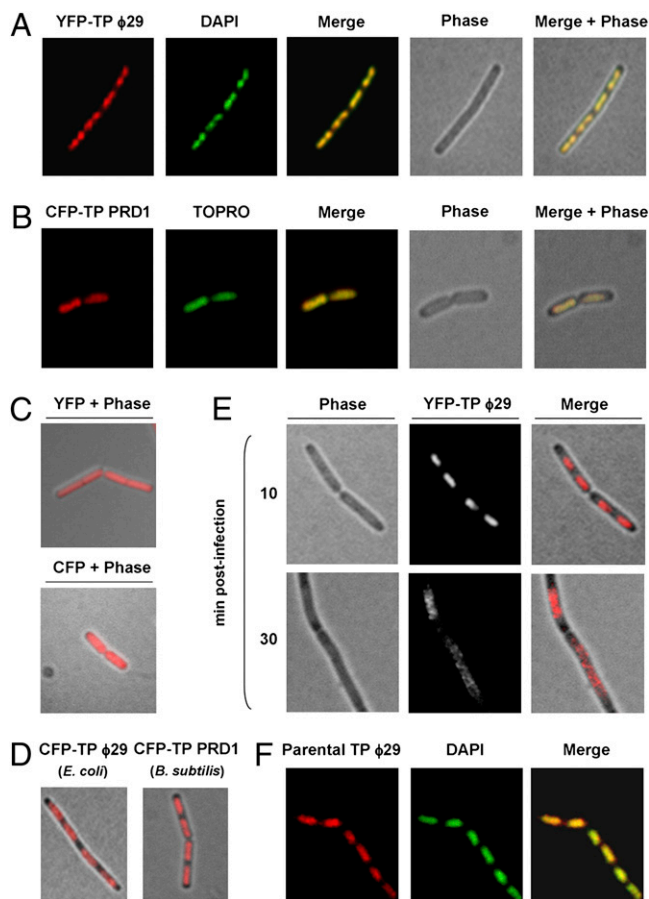 A
YFP-TP ϕ29 DAPI Merge Phase Merge + Phase
B
CFP-TP PRD1 TOPRO Merge Phase Merge + Phase
C
YFP + Phase
CFP + Phase
E
Phase YFP-TP ϕ29 Merge
min post-infection
10
30
D
CFP-TP ϕ29
(E. coli)
CFP-TP PRD1
(B. subtilis)
F
Parental TP ϕ29 DAPI Merge